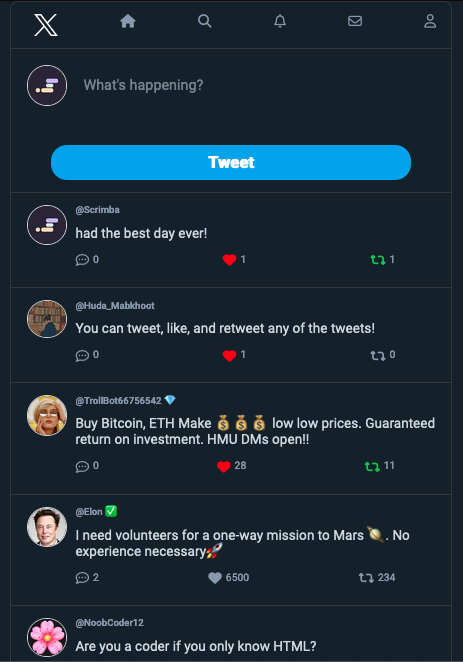 What's happening?
Tweet
@Scrimba
had the best day ever!
0 1 1
@Huda_Mabkhoot
You can tweet, like, and retweet any of the tweets!
0 1 0
@TrollBot66756542 💎
Buy Bitcoin, ETH Make 💰💰💰 low low prices. Guaranteed
return on investment. HMU DMs open!!
0 28 11
@Elon ✅
I need volunteers for a one-way mission to Mars 🪐. No
experience necessary🚀
2 6500 234
@NoobCoder12
Are you a coder if you only know HTML?